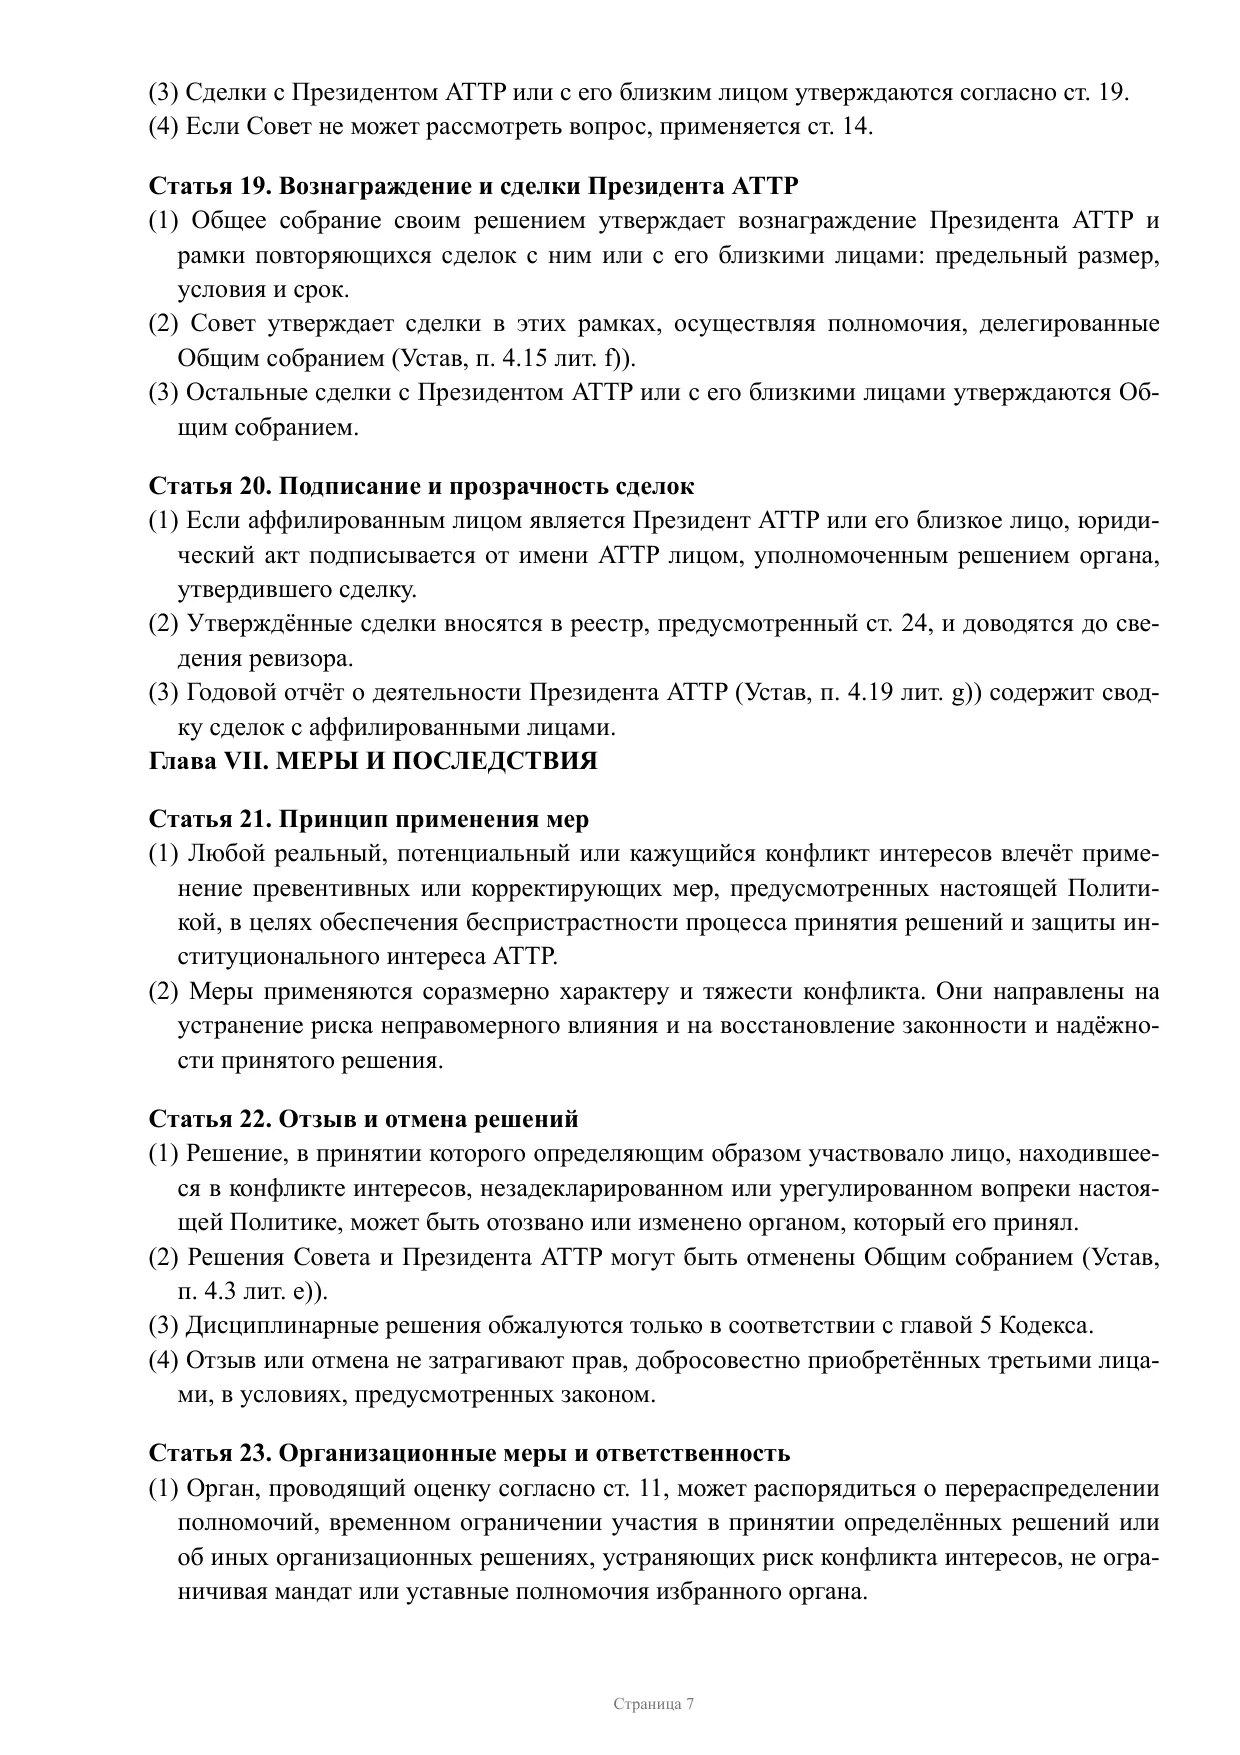 (3) Сделки с Президентом АТТР или с его близким лицом утверждаются согласно ст. 19.
(4) Если Совет не может рассмотреть вопрос, применяется ст. 14.
Статья 19. Вознаграждение и сделки Президента АТТР
(1) Общее собрание своим решением утверждает вознаграждение Президента АТТР и
рамки повторяющихся сделок с ним или с его близкими лицами: предельный размер,
условия и срок.
(2) Совет утверждает сделки в этих рамках, осуществляя полномочия, делегированные
Общим собранием (Устав, п. 4.15 лит. f)).
(3) Остальные сделки с Президентом АТТР или с его близкими лицами утверждаются Об-
щим собранием.
Статья 20. Подписание и прозрачность сделок
(1) Если аффилированным лицом является Президент АТТР или его близкое лицо, юриди-
ческий акт подписывается от имени АТТР лицом, уполномоченным решением органа,
утвердившего сделку.
(2) Утверждённые сделки вносятся в реестр, предусмотренный ст. 24, и доводятся до све-
дения ревизора.
(3) Годовой отчёт о деятельности Президента АТТР (Устав, п. 4.19 лит. g)) содержит свод-
ку сделок с аффилированными лицами.
Глава VII. МЕРЫ И ПОСЛЕДСТВИЯ
Статья 21. Принцип применения мер
(1) Любой реальный, потенциальный или кажущийся конфликт интересов влечёт приме-
нение превентивных или корректирующих мер, предусмотренных настоящей Полити-
кой, в целях обеспечения беспристрастности процесса принятия решений и защиты ин-
ституционального интереса АТТР.
(2) Меры применяются соразмерно характеру и тяжести конфликта. Они направлены на
устранение риска неправомерного влияния и на восстановление законности и надёжно-
сти принятого решения.
Статья 22. Отзыв и отмена решений
(1) Решение, в принятии которого определяющим образом участвовало лицо, находившее-
ся в конфликте интересов, незадекларированном или урегулированном вопреки настоя-
щей Политике, может быть отозвано или изменено органом, который его принял.
(2) Решения Совета и Президента АТТР могут быть отменены Общим собранием (Устав,
п. 4.3 лит. e)).
(3) Дисциплинарные решения обжалуются только в соответствии с главой 5 Кодекса.
(4) Отзыв или отмена не затрагивают прав, добросовестно приобретённых третьими лица-
ми, в условиях, предусмотренных законом.
Статья 23. Организационные меры и ответственность
(1) Орган, проводящий оценку согласно ст. 11, может распорядиться о перераспределении
полномочий, временном ограничении участия в принятии определённых решений или
об иных организационных решениях, устраняющих риск конфликта интересов, не огра-
ничивая мандат или уставные полномочия избранного органа.
Страница 7